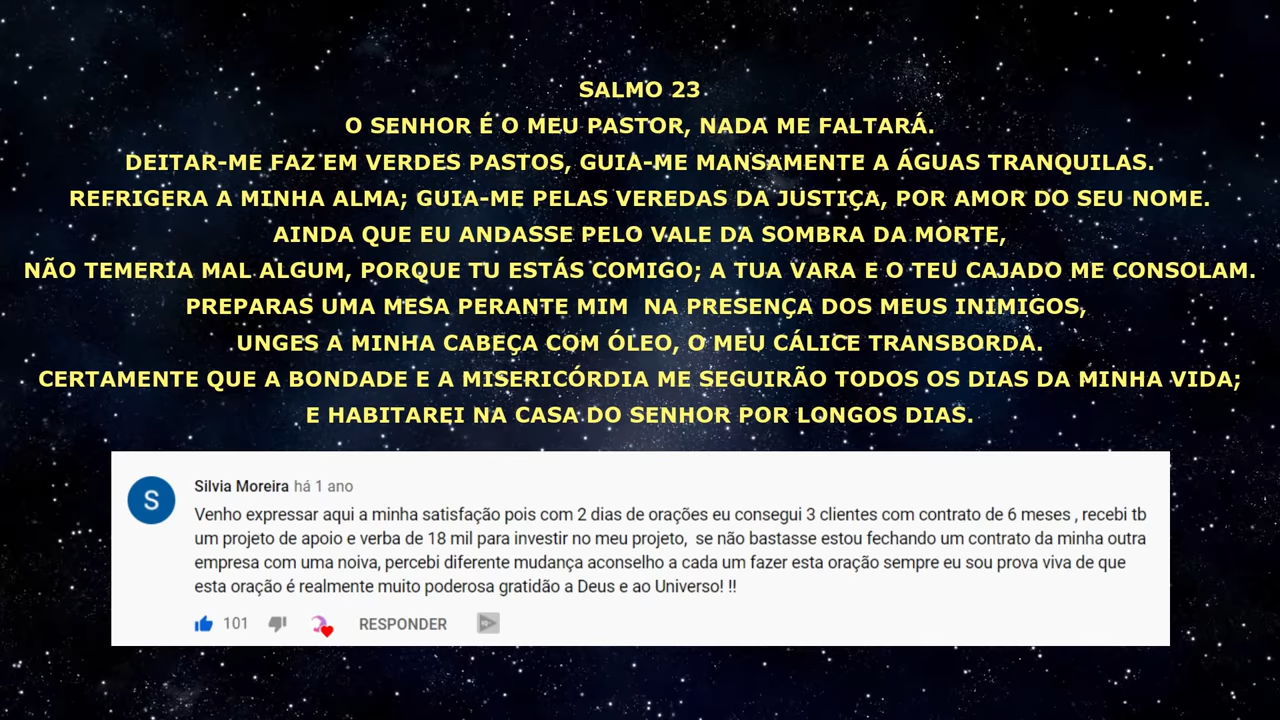 SALMO 23
O SENHOR É O MEU PASTOR, NADA ME FALTARÁ.
DEITAR-ME FAZ EM VERDES PASTOS, GUIA-ME MANSAMENTE A ÁGUAS TRANQUILAS.
REFRIGERA A MINHA ALMA; GUIA-ME PELAS VEREDAS DA JUSTIÇA, POR AMOR DO SEU NOME.
AINDA QUE EU ANDASSE PELO VALE DA SOMBRA DA MORTE,
NÃO TEMERIA MAL ALGUM, PORQUE TU ESTÁS COMIGO; A TUA VARA E O TEU CAJADO ME CONSOLAM.
PREPARAS UMA MESA PERANTE MIM  NA PRESENÇA DOS MEUS INIMIGOS,
UNGES A MINHA CABEÇA COM ÓLEO, O MEU CÁLICE TRANSBORDA.
CERTAMENTE QUE A BONDADE E A MISERICÓRDIA ME SEGUIRÃO TODOS OS DIAS DA MINHA VIDA;
E HABITAREI NA CASA DO SENHOR POR LONGOS DIAS.
S
Silvia Moreira há 1 ano
Venho expressar aqui a minha satisfação pois com 2 dias de orações eu consegui 3 clientes com contrato de 6 meses , recebi tb
um projeto de apoio e verba de 18 mil para investir no meu projeto,  se não bastasse estou fechando um contrato da minha outra
empresa com uma noiva, percebi diferente mudança aconselho a cada um fazer esta oração sempre eu sou prova viva de que
esta oração é realmente muito poderosa gratidão a Deus e ao Universo! !!
101 RESPONDER